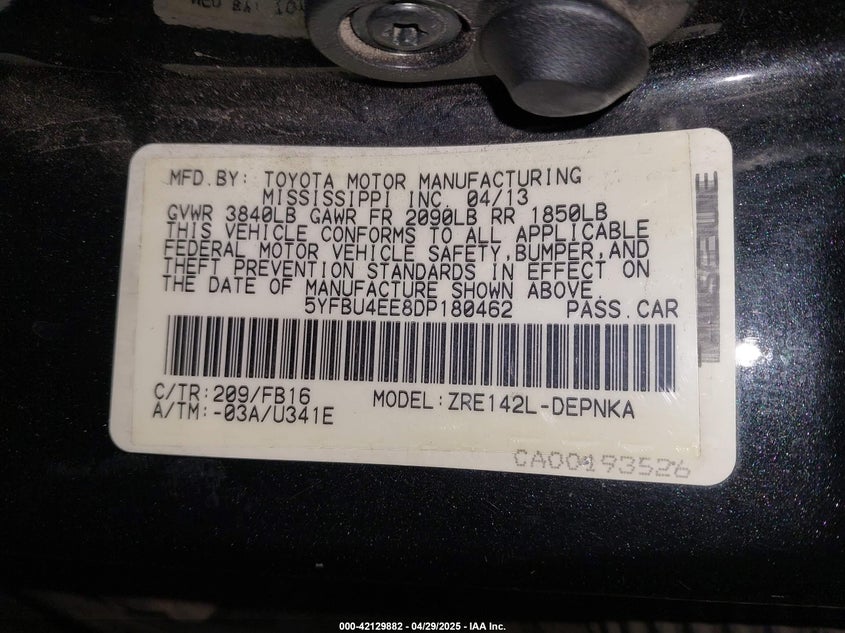 MFD.BY: TOYOTA MOTOR MANUFACTURING
MISSISSIPPI INC. 04/13
GVWR 3840LB GAWR FR 2090LB RR 1850LB
THIS VEHICLE CONFORMS TO ALL APPLICABLE
FEDERAL MOTOR VEHICLE SAFETY,BUMPER,AND
THEFT PREVENTION STANDARDS IN EFFECT ON
THE DATE OF MANUFACTURE SHOWN ABOVE.
5YFBU4EE8DP180462 PASS.CAR
C/TR:209/FB16 MODEL:ZRE142L-DEPNKA
A/TM:-03A/U341E
CA00193526
000-42129882 - 04/29/2025 - IAA Inc.